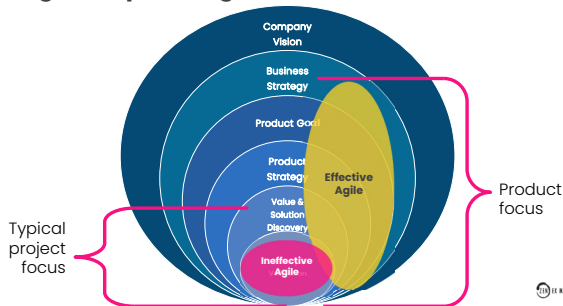 Company
Vision
Business
Strategy
Product Goal
Product
Strategy
Effective
Agile
Value &
Solution
Discovery
Ineffective
Agile
Product
focus
Typical
project
focus